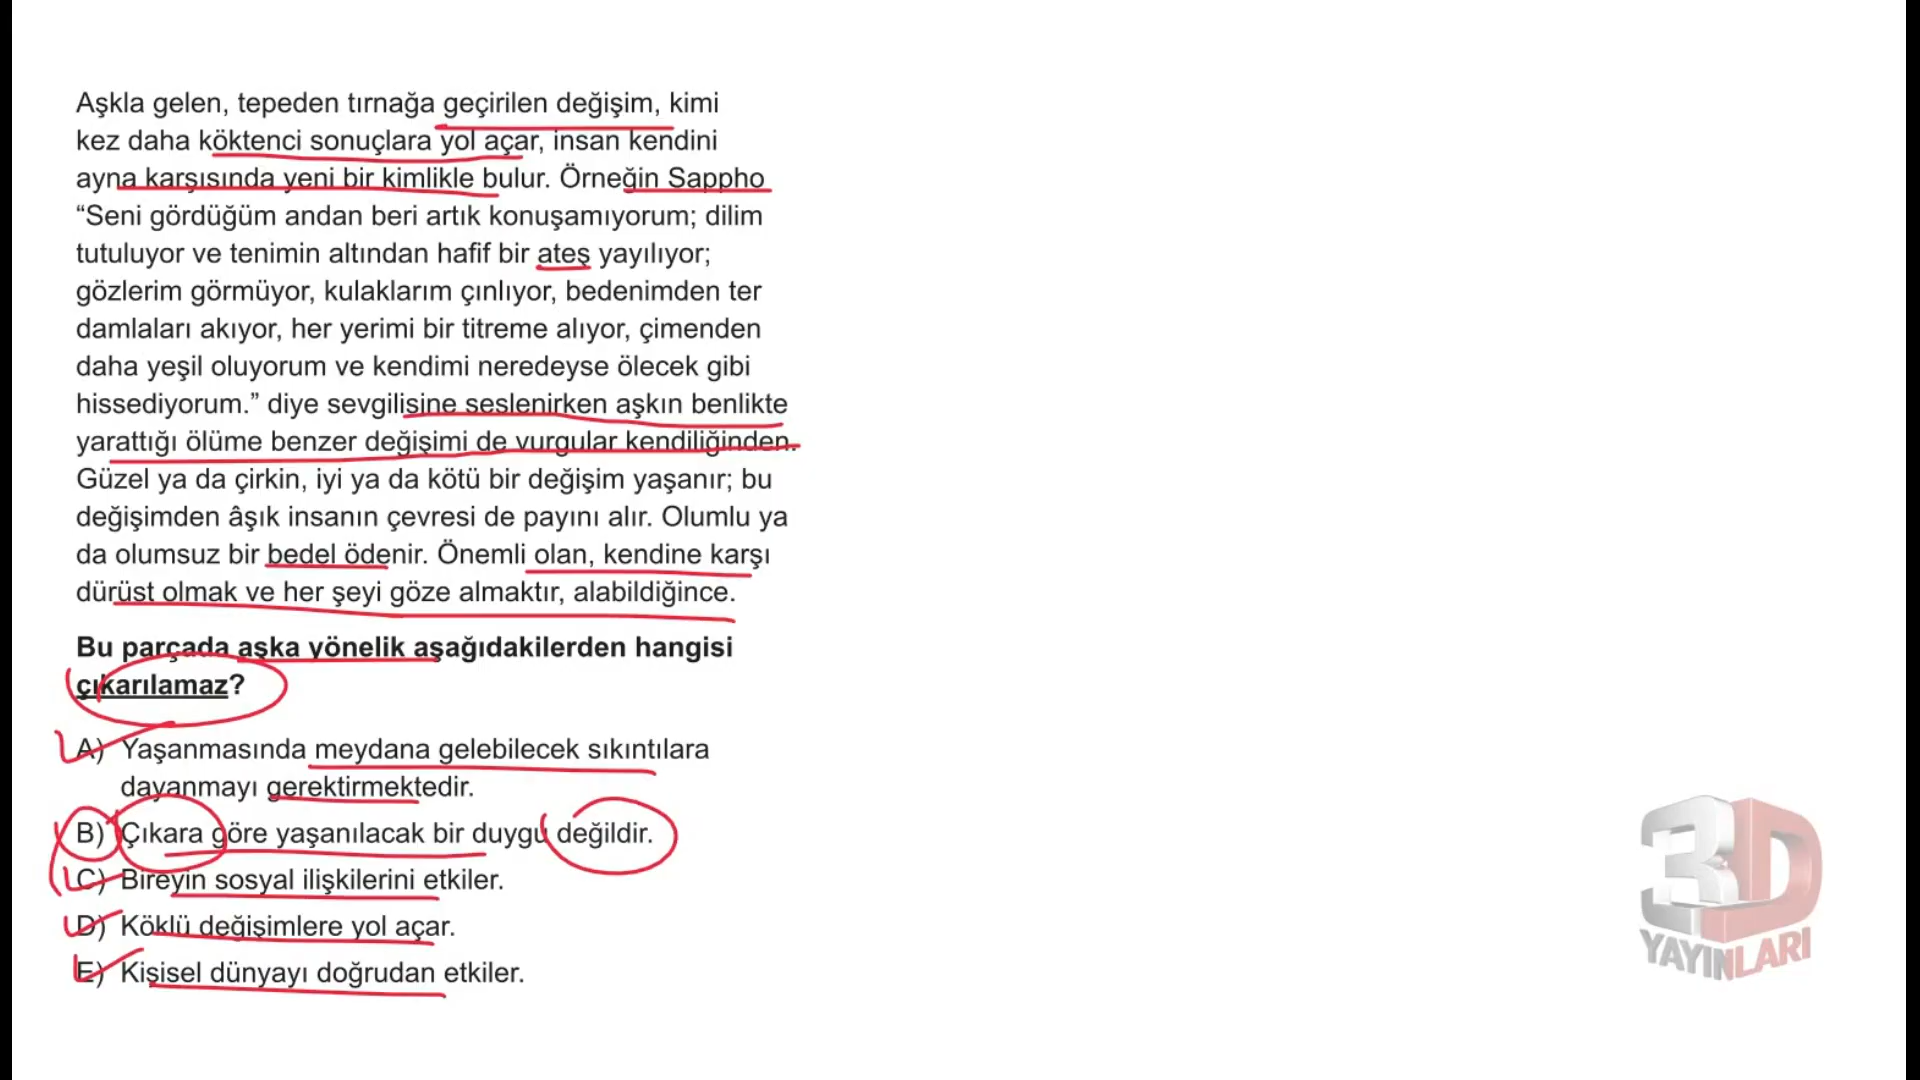 Aşkla gelen, tepeden tırnağa geçirilen değişim, kimi
kez daha köktenci sonuçlara yol açar, insan kendini
ayna karşısında yeni bir kimlikle bulur. Örneğin Sappho
“Seni gördüğüm andan beri artık konuşamıyorum; dilim
tutuluyor ve tenimin altından hafif bir ateş yayılıyor;
gözlerim görmüyor, kulaklarım çınlıyor, bedenimden ter
damlaları akıyor, her yerimi bir titreme alıyor, çimenden
daha yeşil oluyorum ve kendimi neredeyse ölecek gibi
hissediyorum.” diye sevgilisine seslenirken aşkın benlikte
yarattığı ölüme benzer değişimi de vurgular kendiliğinden.
Güzel ya da çirkin, iyi ya da kötü bir değişim yaşanır; bu
değişimden âşık insanın çevresi de payını alır. Olumlu ya
da olumsuz bir bedel ödenir. Önemli olan, kendine karşı
dürüst olmak ve her şeyi göze almaktır, alabildiğince.
Bu parçada aşka yönelik aşağıdakilerden hangisi
çıkarılamaz?
A) Yaşanmasında meydana gelebilecek sıkıntılara
dayanmayı gerektirmektedir.
B) Çıkara göre yaşanılacak bir duygu değildir.
C) Bireyin sosyal ilişkilerini etkiler.
D) Köklü değişimlere yol açar.
E) Kişisel dünyayı doğrudan etkiler.
3D
YAYINLARI